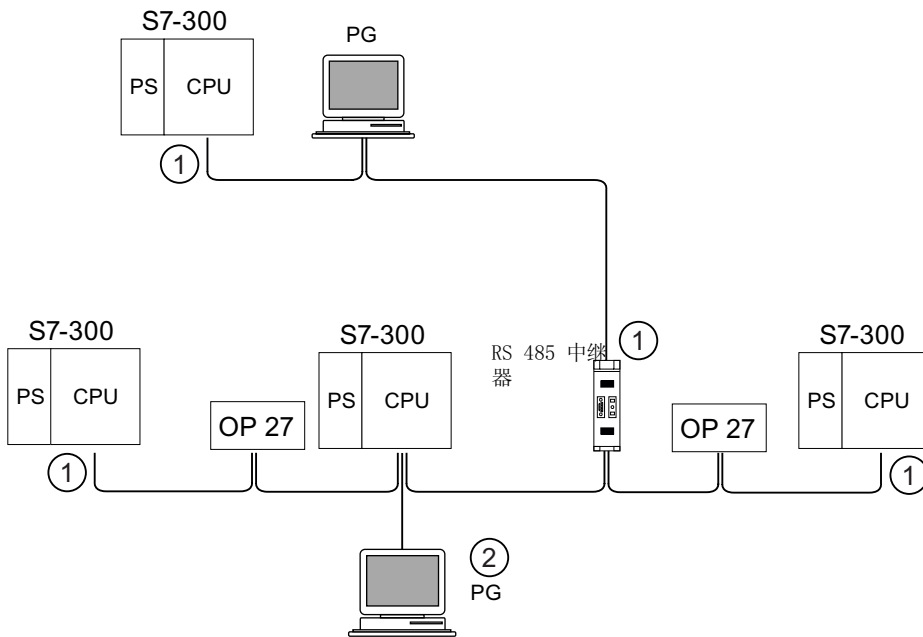 S7-300
PG
PS CPU
①
S7-300
S7-300
RS 485 中继
器
①
S7-300
PS CPU
OP 27
PS CPU
OP 27
PS CPU
①
①
②
PG